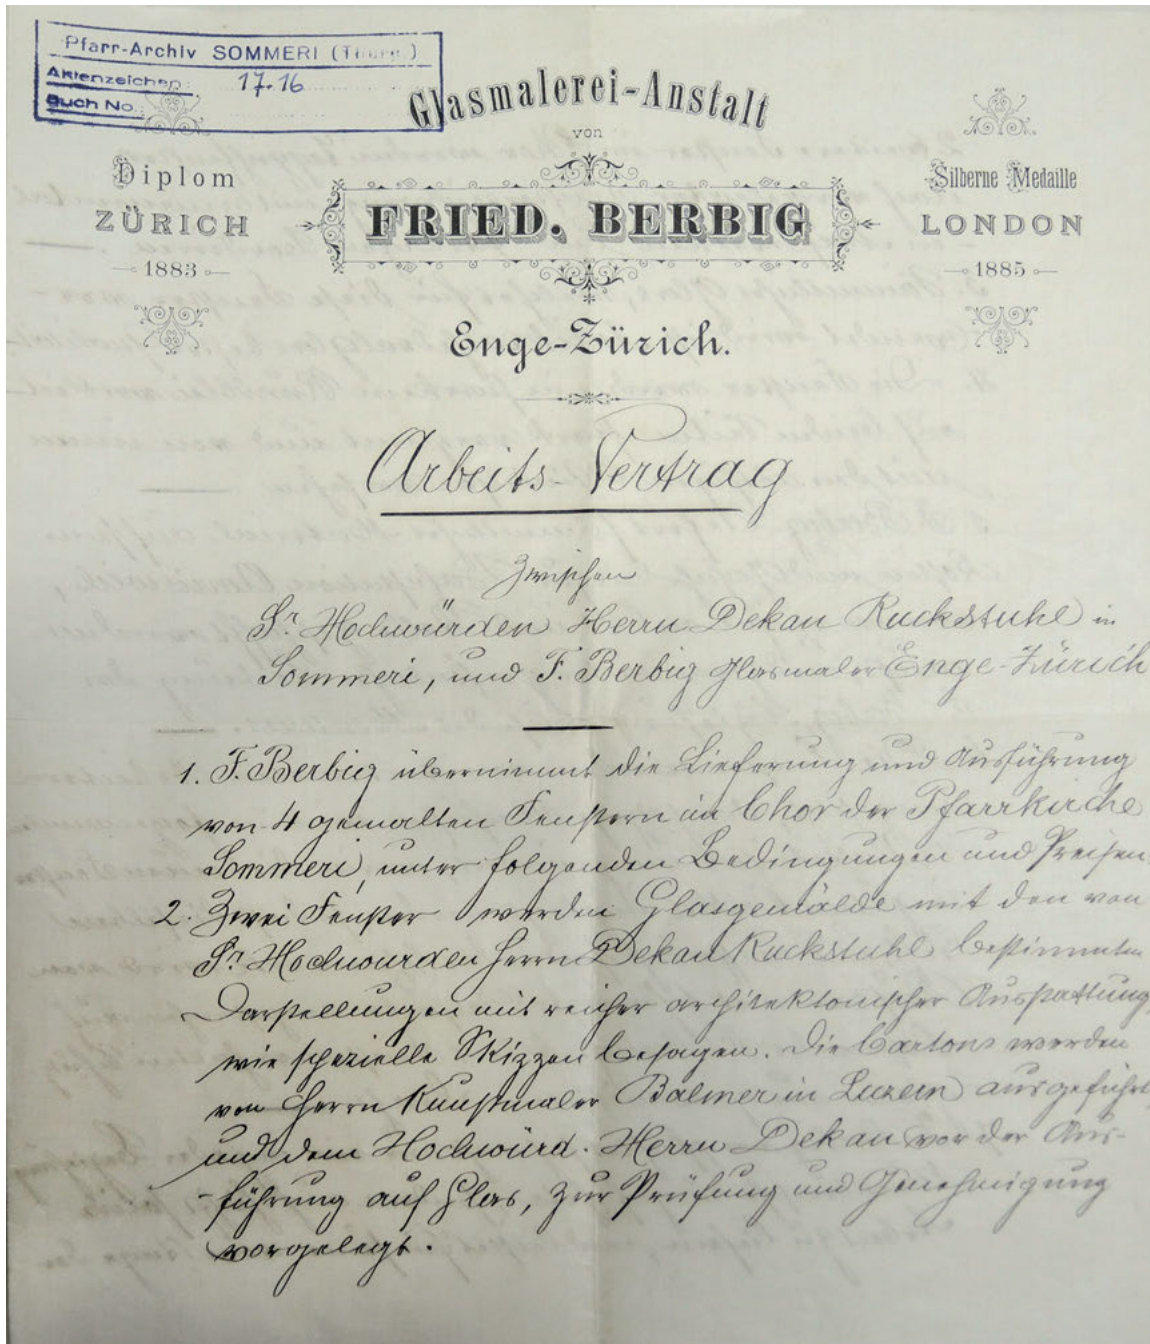 Pfarr-Archiv SOMMERI (Thurg.)
Aktenzeichen: 17.16
Buch No.:
Glasmalerei-Anstalt
von
Diplom
ZÜRICH
1883
FRIED. BERBIG
Silberne Medaille
LONDON
1885
Enge-Zürich.
Arbeits-Vertrag
zwischen
Sr. Hochwürden Herrn Dekan Ruckstuhl in
Sommeri, und F. Berbig Glasmaler Enge-Zürich
1. F. Berbig übernimmt die Lieferung und Ausführung
von 4 gemalten Fenstern im Chor der Pfarrkirche
Sommeri, unter folgenden Bedingungen und Preisen
2. Zwei Fenster werden Glasgemälde mit den von
Sr. Hochwurden Herrn Dekan Ruckstuhl bestimmten
Darstellungen mit reicher architektonischer Ausstattung,
wie spezielle Skizzen besagen. Die Cartons werden
von Herrn Kunstmaler Balmer in Luzern ausgeführt,
und dem Hochwürd. Herrn Dekan vor der Aus-
-führung auf Glas, zur Prüfung und Genehmigung
vorgelegt.